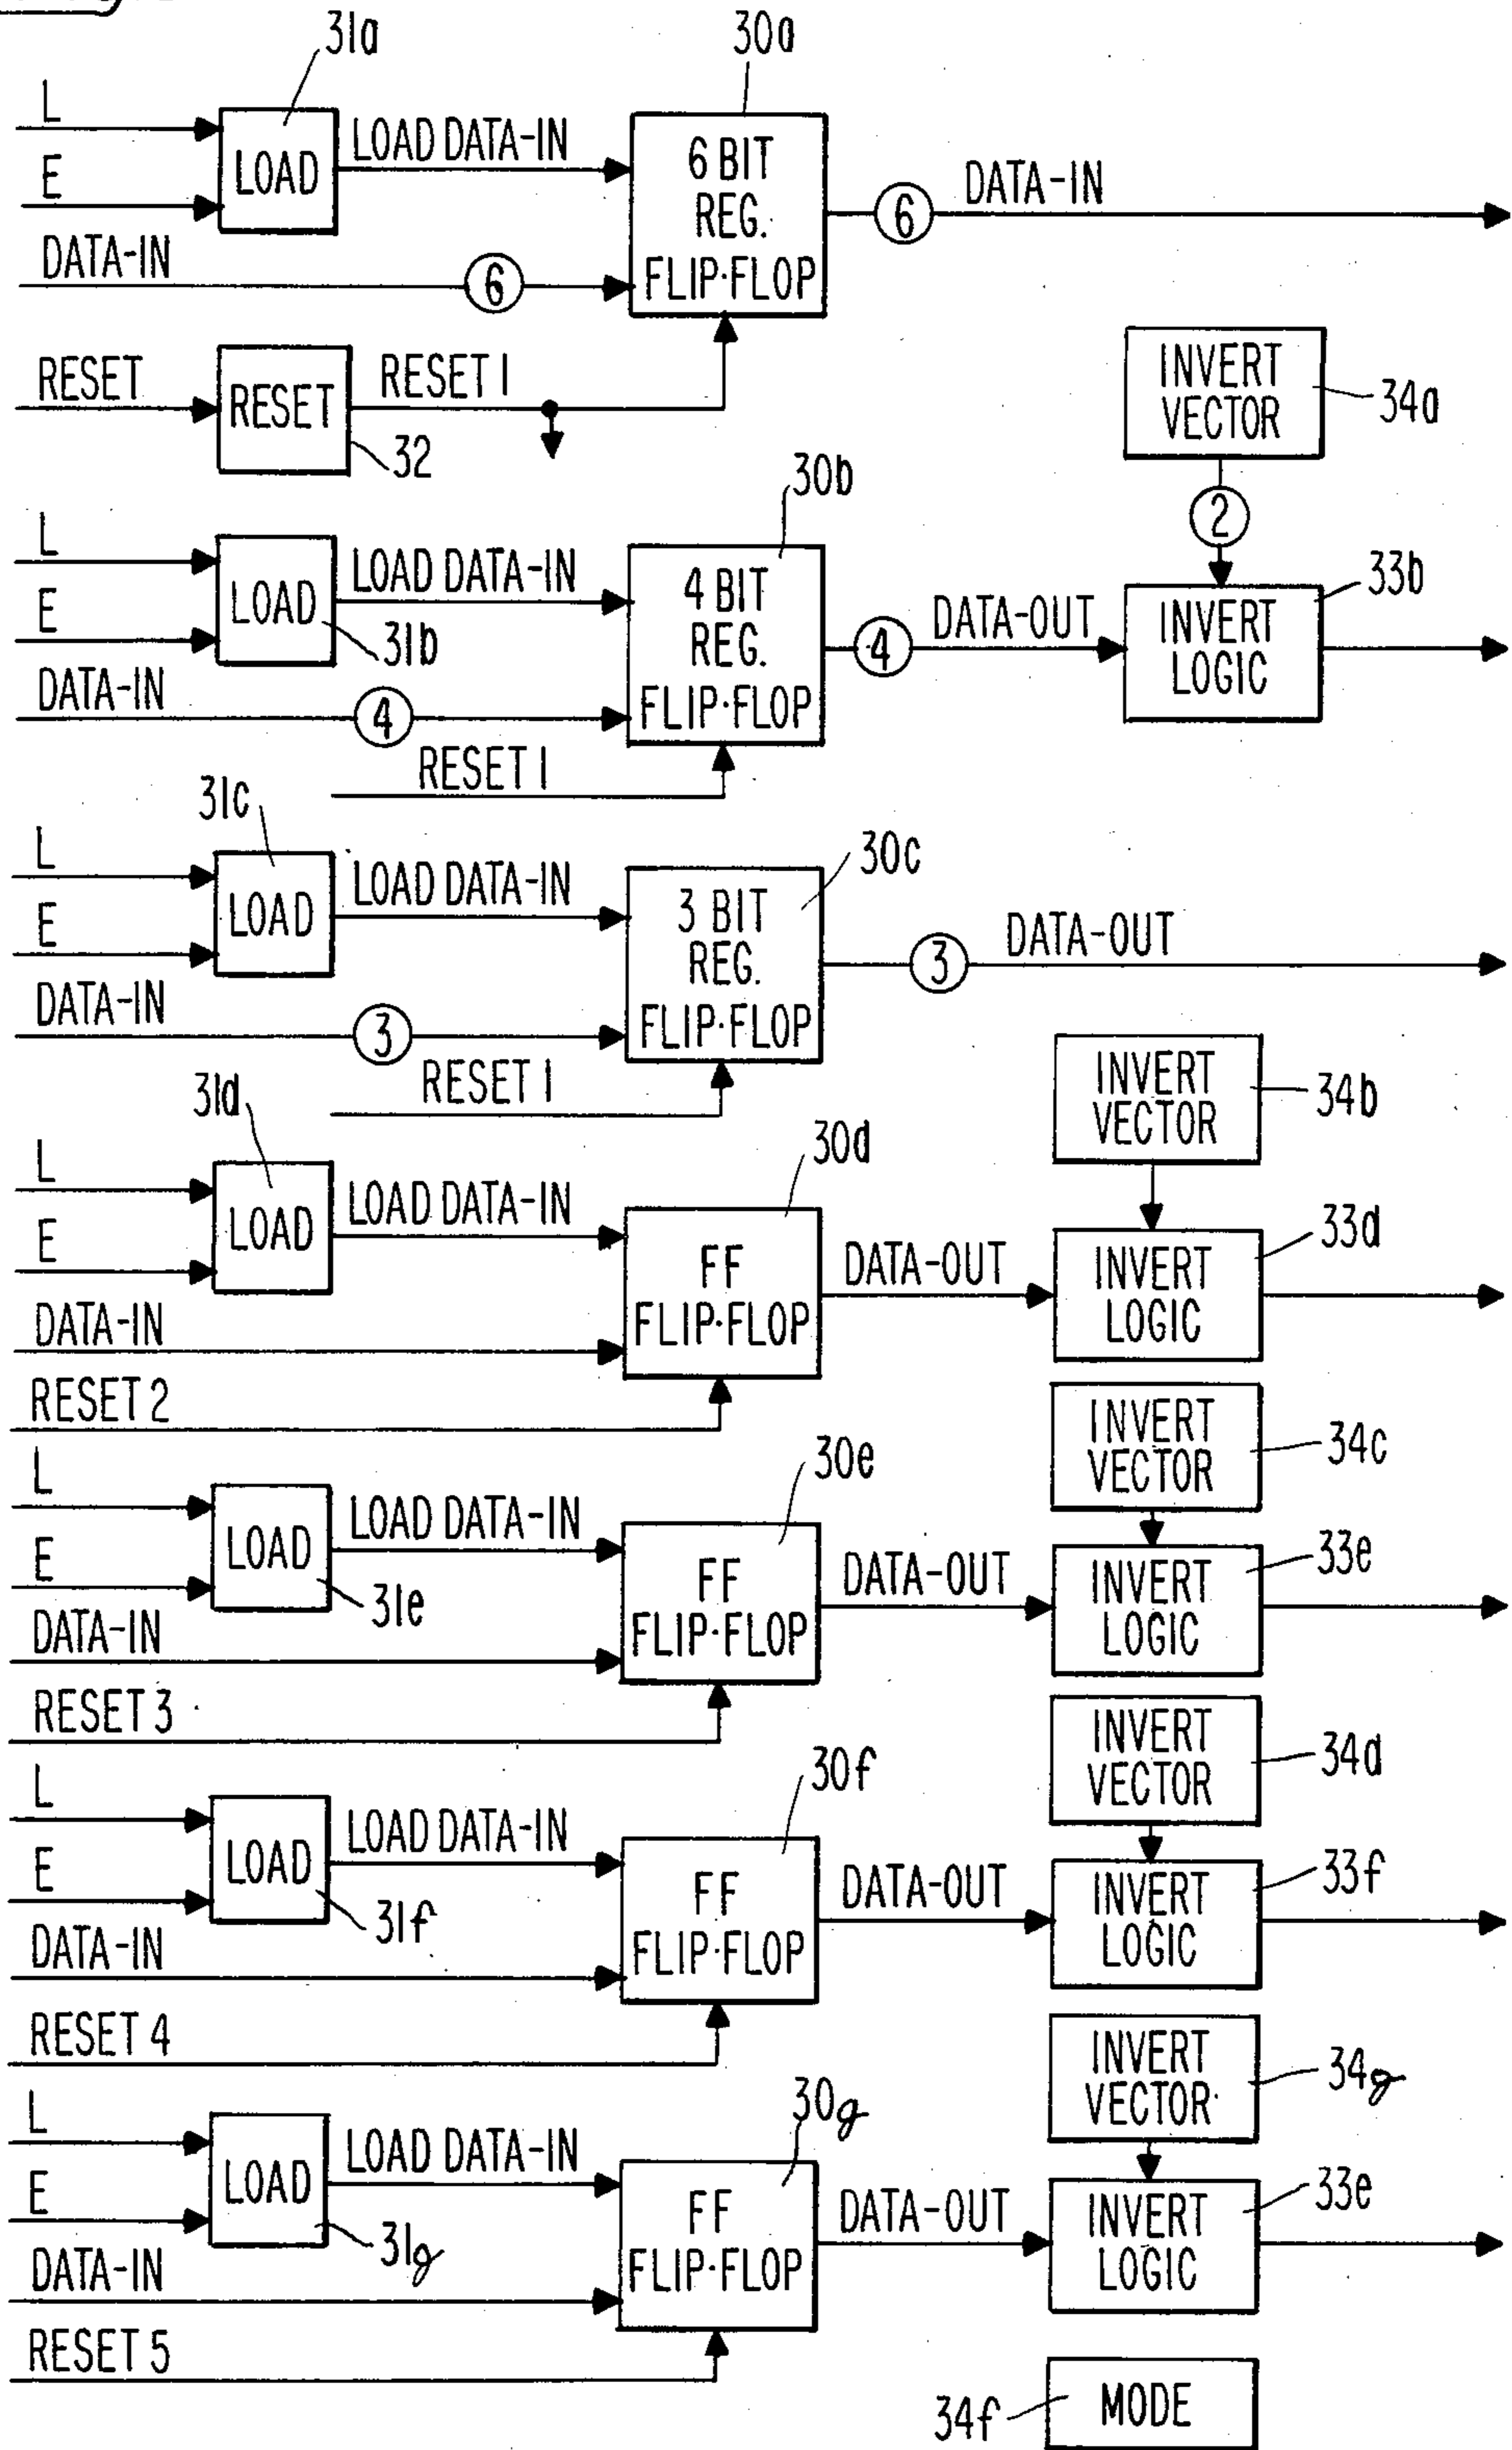 31a
30a
L
LOAD
LOAD DATA-IN
6 BIT
REG.
FLIP·FLOP
E
6
DATA-IN
DATA-IN
6
RESET
RESET
RESET 1
32
INVERT
VECTOR
34a
2
30b
L
LOAD
LOAD DATA-IN
4 BIT
REG.
FLIP·FLOP
33b
E
31b
4
DATA-OUT
INVERT
LOGIC
DATA-IN
4
RESET 1
31c
30c
L
LOAD
LOAD DATA-IN
3 BIT
REG.
FLIP·FLOP
E
3
DATA-OUT
DATA-IN
3
RESET 1
INVERT
VECTOR
34b
31d
30d
L
LOAD
LOAD DATA-IN
FF
FLIP·FLOP
E
DATA-OUT
INVERT
LOGIC
33d
DATA-IN
RESET 2
INVERT
VECTOR
34c
30e
L
LOAD
LOAD DATA-IN
FF
FLIP·FLOP
E
31e
DATA-OUT
INVERT
LOGIC
33e
DATA-IN
RESET 3
INVERT
VECTOR
34d
30f
L
LOAD
LOAD DATA-IN
FF
FLIP·FLOP
E
31f
DATA-OUT
INVERT
LOGIC
33f
DATA-IN
RESET 4
INVERT
VECTOR
34g
30g
L
LOAD
LOAD DATA-IN
FF
FLIP·FLOP
E
31g
DATA-OUT
INVERT
LOGIC
33e
DATA-IN
RESET 5
34f
MODE